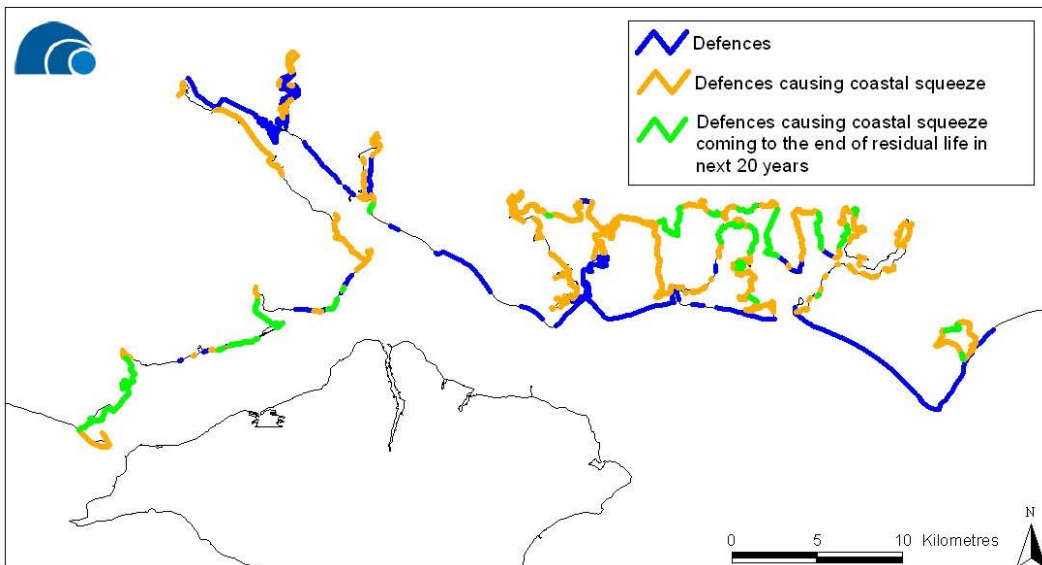 Defences
Defences causing coastal squeeze
Defences causing coastal squeeze
coming to the end of residual life in
next 20 years
N
0 5 10 Kilometres